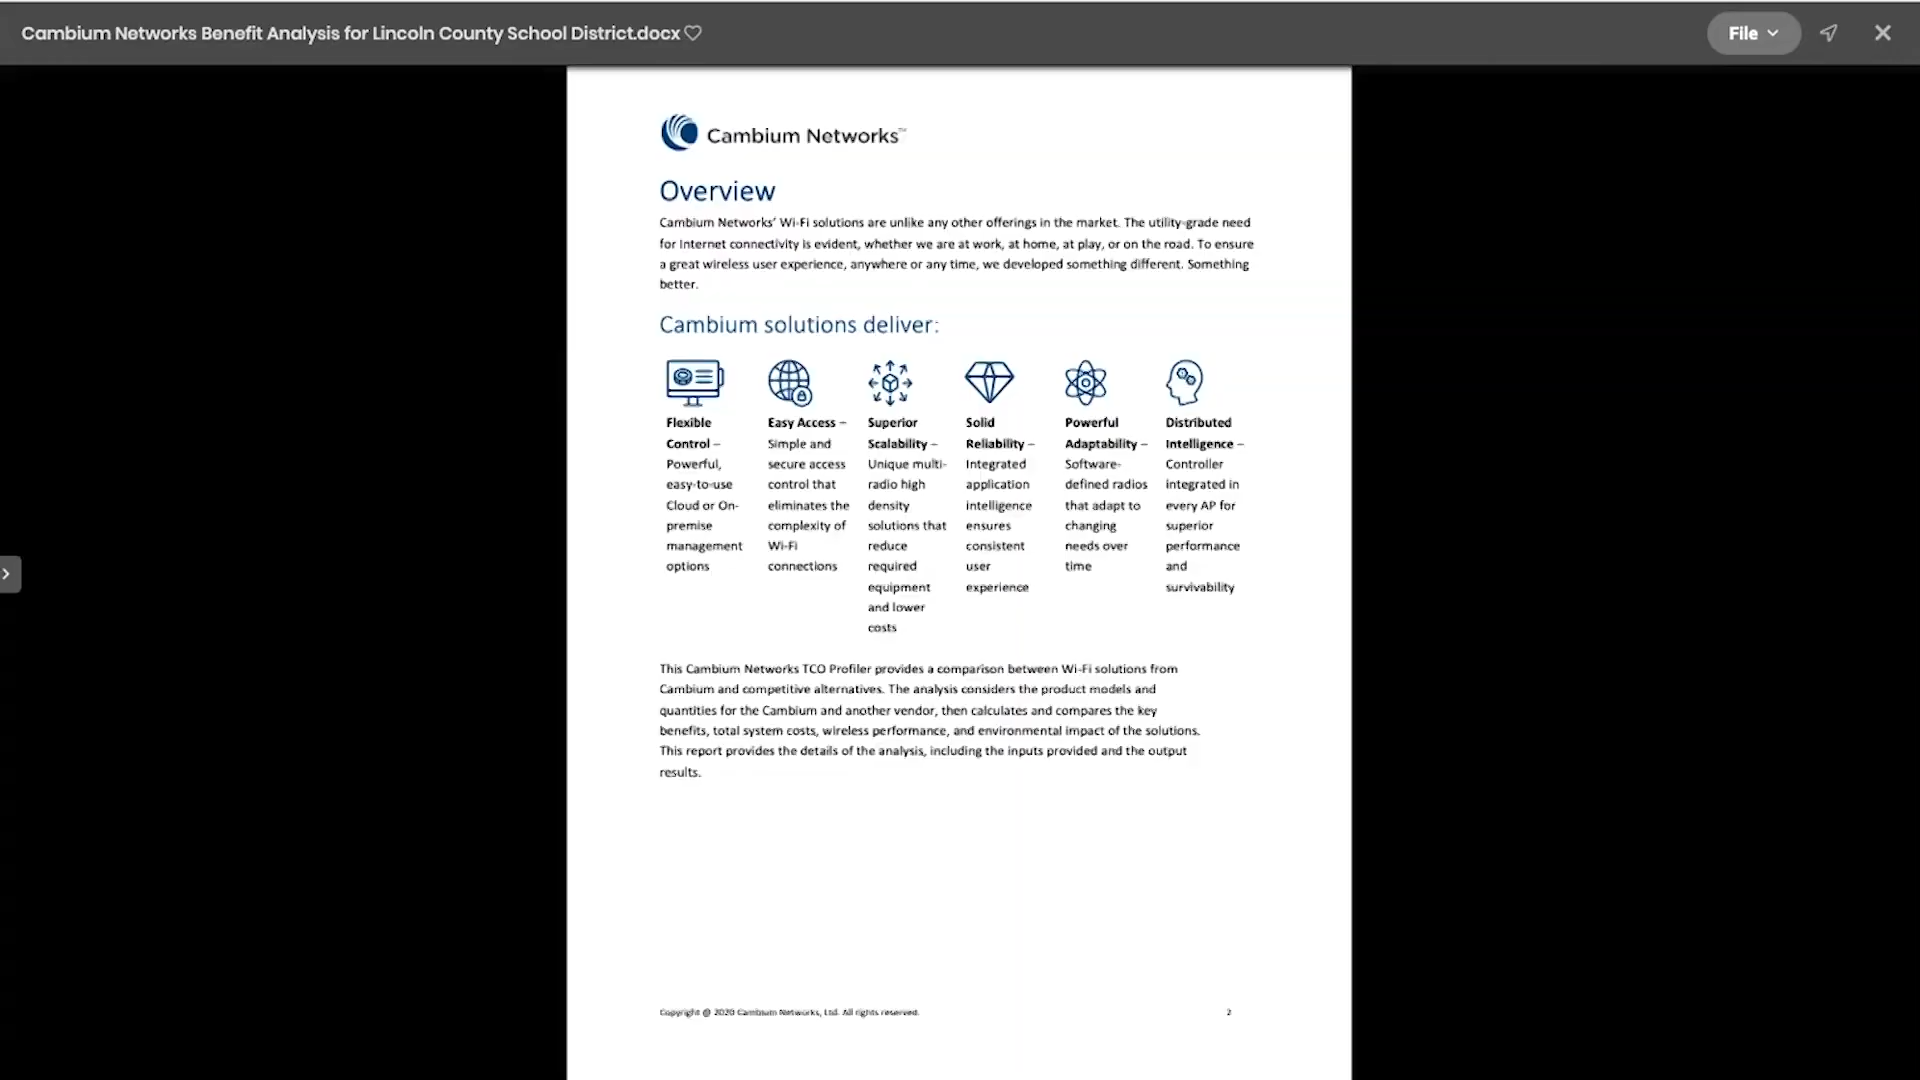 Cambium Networks Benefit Analysis for Lincoln County School District.docx
File
Cambium Networks™
Overview
Cambium Networks' Wi-Fi solutions are unlike any other offerings in the market. The utility-grade need
for Internet connectivity is evident, whether we are at work, at home, at play, or on the road. To ensure
a great wireless user experience, anywhere or any time, we developed something different. Something
better.
Cambium solutions deliver:
Flexible
Control –
Powerful,
easy-to-use
Cloud or On-
premise
management
options
Easy Access –
Simple and
secure access
control that
eliminates the
complexity of
Wi-Fi
connections
Superior
Scalability –
Unique multi-
radio high
density
solutions that
reduce
required
equipment
and lower
costs
Solid
Reliability –
Integrated
application
intelligence
ensures
consistent
user
experience
Powerful
Adaptability –
Software-
defined radios
that adapt to
changing
needs over
time
Distributed
Intelligence –
Controller
integrated in
every AP for
superior
performance
and
survivability
This Cambium Networks TCO Profiler provides a comparison between Wi-Fi solutions from
Cambium and competitive alternatives. The analysis considers the product models and
quantities for the Cambium and another vendor, then calculates and compares the key
benefits, total system costs, wireless performance, and environmental impact of the solutions.
This report provides the details of the analysis, including the inputs provided and the output
results.
Copyright @ 2020 Cambium Networks, Ltd. All rights reserved.
2